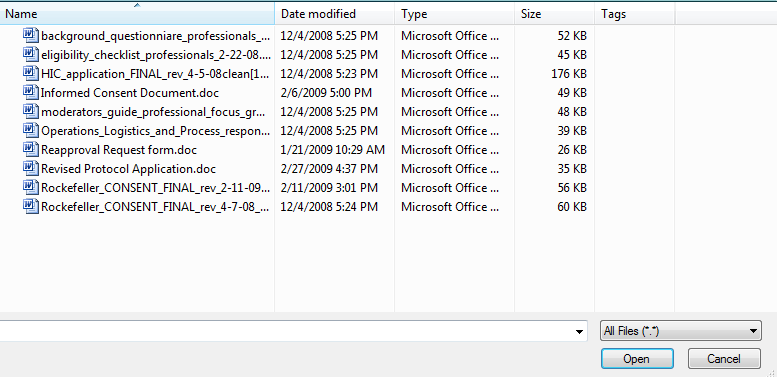 Name Date modified Type Size Tags
background_questionniare_professionals_... 12/4/2008 5:25 PM Microsoft Office ... 52 KB
eligibility_checklist_professionals_2-22-08.... 12/4/2008 5:25 PM Microsoft Office ... 45 KB
HIC_application_FINAL_rev_4-5-08clean[1... 12/4/2008 5:23 PM Microsoft Office ... 176 KB
Informed Consent Document.doc 2/6/2009 5:00 PM Microsoft Office ... 49 KB
moderators_guide_professional_focus_gr... 12/4/2008 5:25 PM Microsoft Office ... 48 KB
Operations_Logistics_and_Process_respon... 12/4/2008 5:25 PM Microsoft Office ... 39 KB
Reapproval Request form.doc 1/21/2009 10:29 AM Microsoft Office ... 26 KB
Revised Protocol Application.doc 2/27/2009 4:37 PM Microsoft Office ... 35 KB
Rockefeller_CONSENT_FINAL_rev_2-11-09... 2/11/2009 3:01 PM Microsoft Office ... 56 KB
Rockefeller_CONSENT_FINAL_rev_4-7-08_... 12/4/2008 5:24 PM Microsoft Office ... 60 KB
All Files (*.*)
Open Cancel